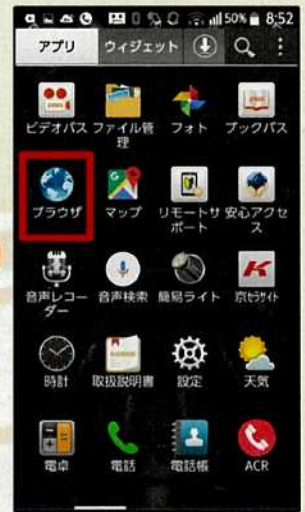 50% 8:52
アプリ ウィジェット
ビデオパス ファイル管理 フォト ブックパス
ブラウザ マップ リモートサポート 安心アクセス
音声レコーダー 音声検索 簡易ライト 京セラサイト
時計 取扱説明書 設定 天気
電卓 電話 電話帳 ACR